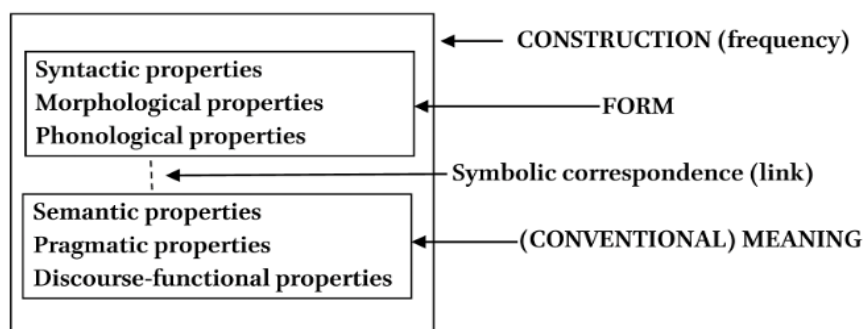 CONSTRUCTION (frequency)
Syntactic properties
Morphological properties
FORM
Phonological properties
Symbolic correspondence (link)
Semantic properties
Pragmatic properties
(CONVENTIONAL) MEANING
Discourse-functional properties